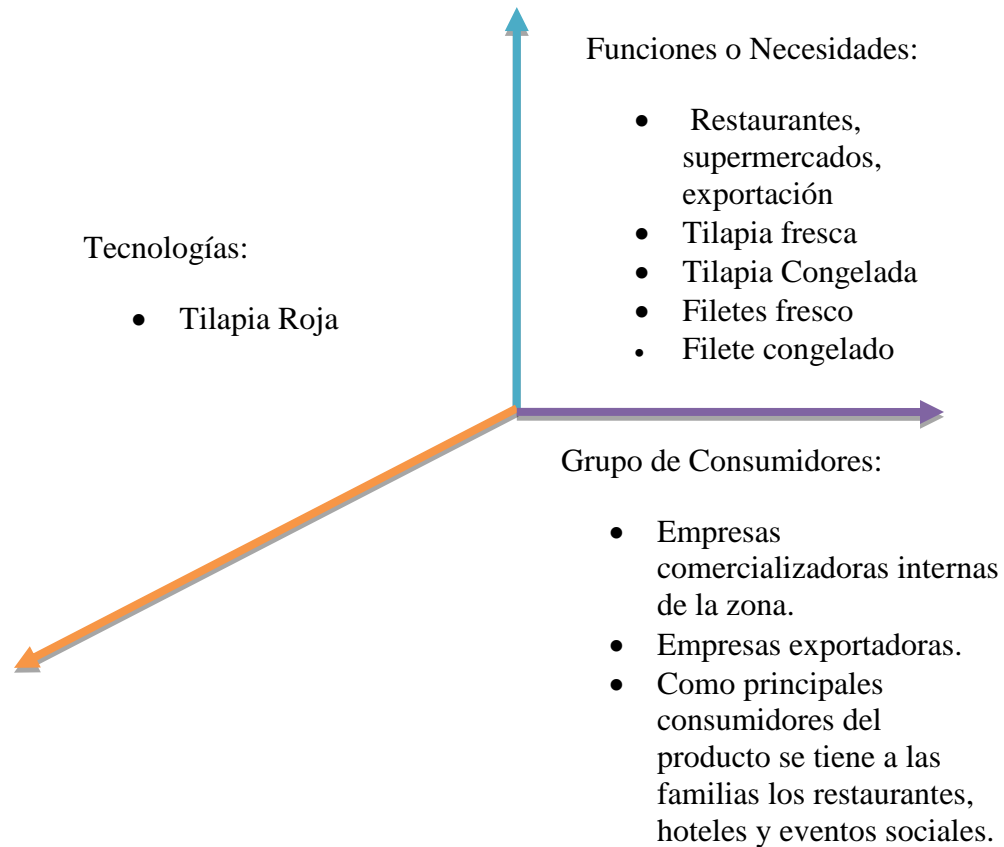 Funciones o Necesidades:
• Restaurantes,
supermercados,
exportación
• Tilapia fresca
• Tilapia Congelada
• Filetes fresco
• Filete congelado
Tecnologías:
• Tilapia Roja
Grupo de Consumidores:
• Empresas
comercializadoras internas
de la zona.
• Empresas exportadoras.
• Como principales
consumidores del
producto se tiene a las
familias los restaurantes,
hoteles y eventos sociales.